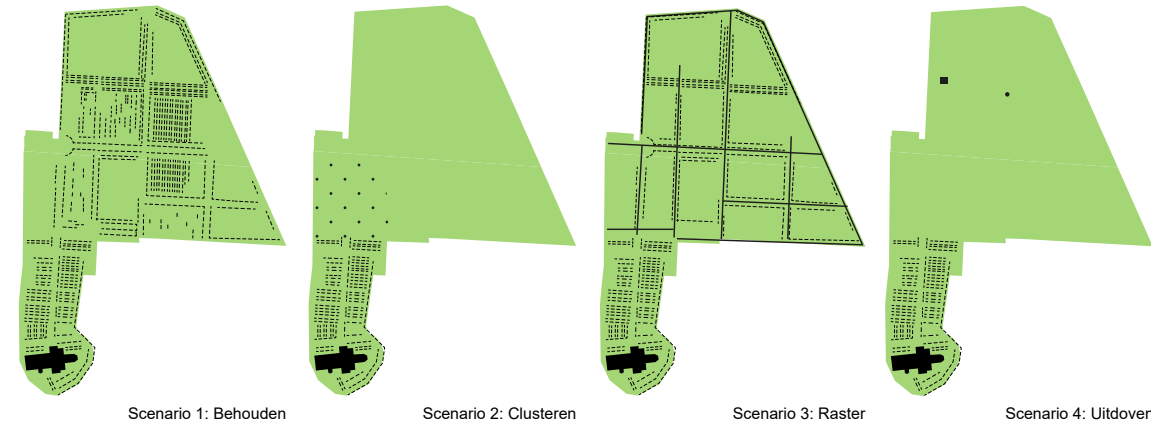 Scenario 1: Behouden
Scenario 2: Clusteren
Scenario 3: Raster
Scenario 4: Uitdoven